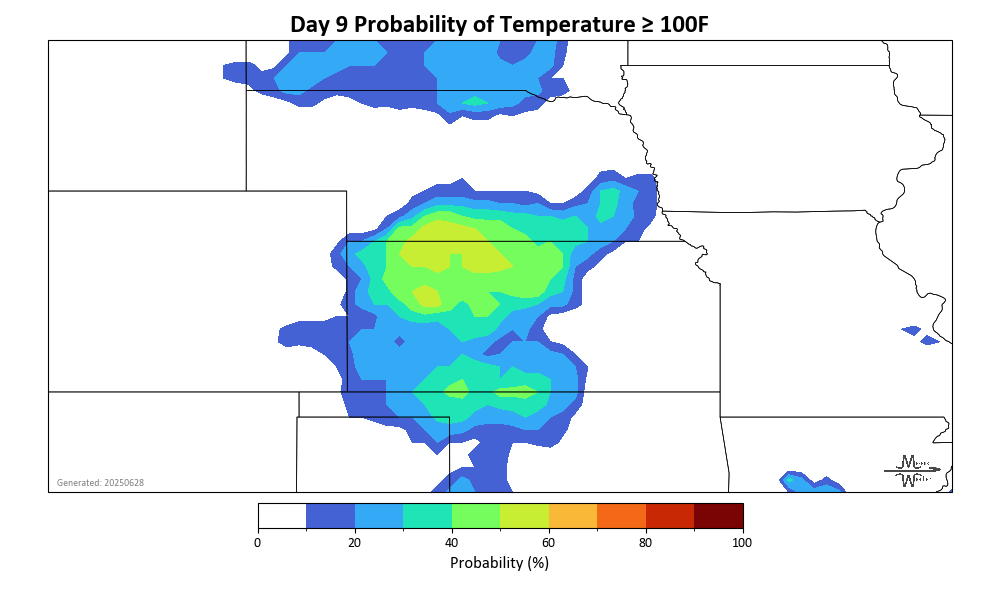 Day 9 Probability of Temperature ≥ 100F
Generated: 20250628
0 20 40 60 80 100
Probability (%)